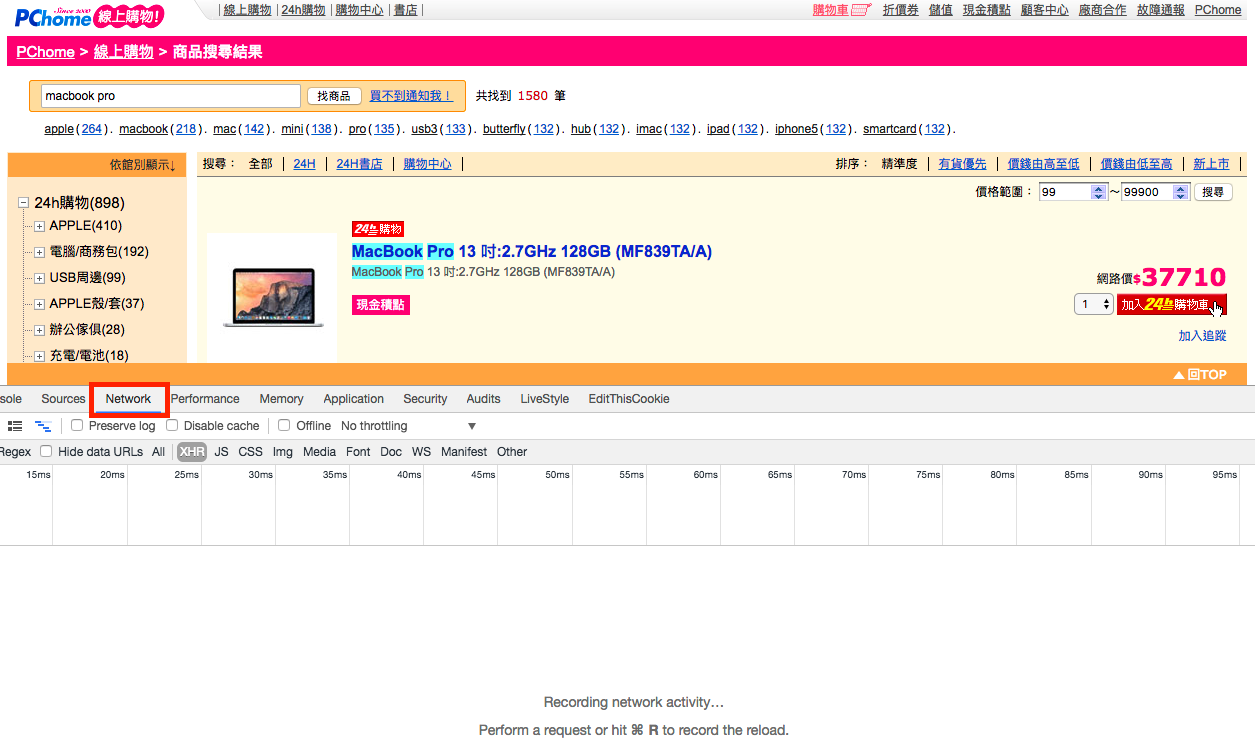 Since 2000
PChome 線上購物!
線上購物 | 24h購物 | 購物中心 | 書店 |
購物車 折價券 儲值 現金積點 顧客中心 廠商合作 故障通報 PChome
PChome > 線上購物 > 商品搜尋結果
macbook pro 找商品 買不到通知我！ 共找到 1580 筆
apple(264). macbook(218). mac(142). mini(138). pro(135). usb3(133). butterfly(132). hub(132). imac(132). ipad(132). iphone5(132). smartcard(132).
依館別顯示↓
搜尋： 全部 | 24H | 24H書店 | 購物中心 |
排序： 精準度 | 有貨優先 | 價錢由高至低 | 價錢由低至高 | 新上市 |
價格範圍： 99 ~ 99900 搜尋
24h購物(898)
APPLE(410)
電腦/商務包(192)
USB周邊(99)
APPLE殼/套(37)
辦公傢俱(28)
充電/電池(18)
24h購物
MacBook Pro 13 吋:2.7GHz 128GB (MF839TA/A)
MacBook Pro 13 吋:2.7GHz 128GB (MF839TA/A)
現金積點
網路價$37710
1 加入24h購物車
加入追蹤
▲回TOP
sole Sources Network Performance Memory Application Security Audits LiveStyle EditThisCookie
Preserve log Disable cache Offline No throttling ▼
Regex Hide data URLs All XHR JS CSS Img Media Font Doc WS Manifest Other
15ms 20ms 25ms 30ms 35ms 40ms 45ms 50ms 55ms 60ms 65ms 70ms 75ms 80ms 85ms 90ms 95ms
Recording network activity…
Perform a request or hit ⌘ R to record the reload.